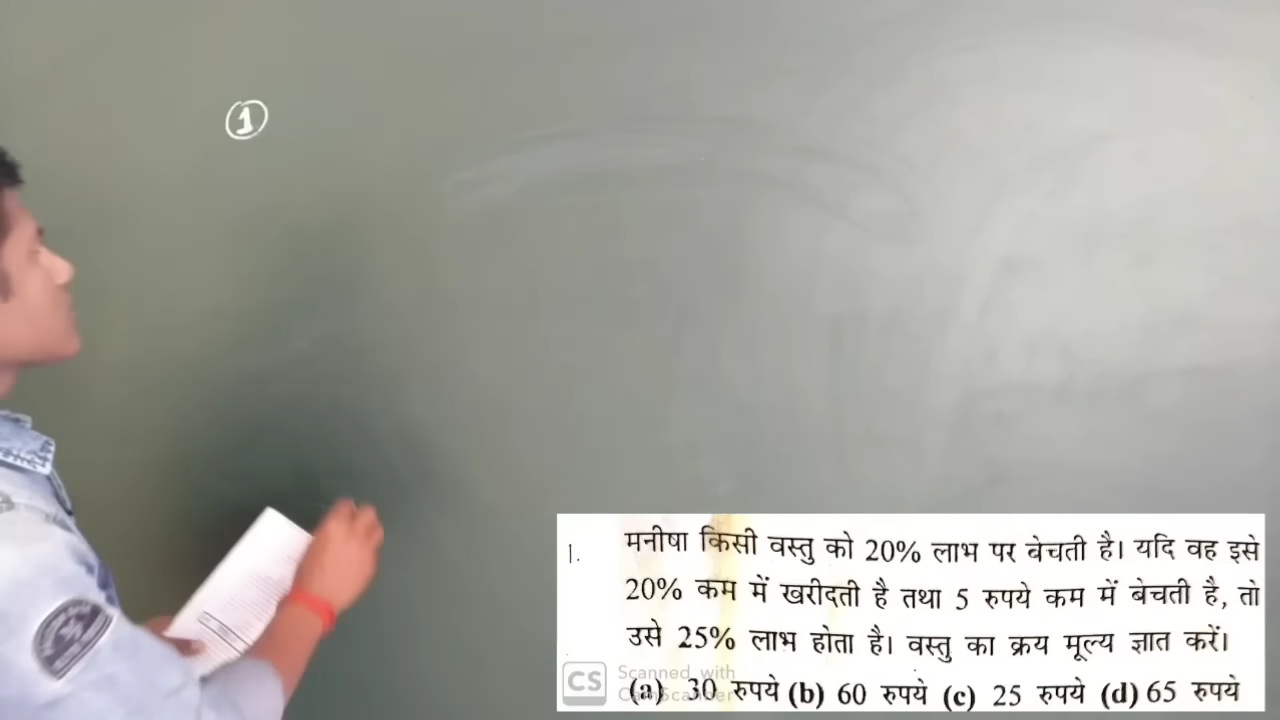 1
1. मनीषा किसी वस्तु को 20% लाभ पर बेचती है। यदि वह इसे
20% कम में खरीदती है तथा 5 रुपये कम में बेचती है, तो
उसे 25% लाभ होता है। वस्तु का क्रय मूल्य ज्ञात करें।
(a) 30 रुपये (b) 60 रुपये (c) 25 रुपये (d) 65 रुपये
CS Scanned with
CamScanner